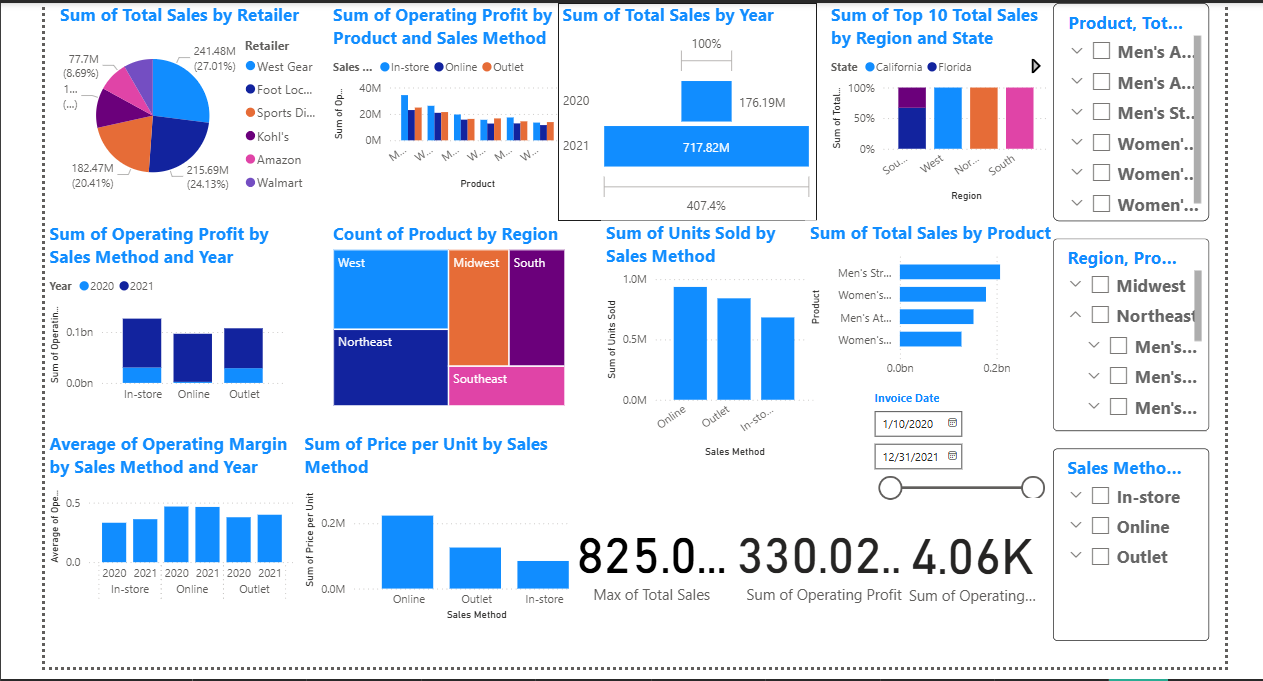 Sum of Total Sales by Retailer
77.7M
(8.69%)
1...
(...)
241.48M
(27.01%)
182.47M
(20.41%)
215.69M
(24.13%)
Retailer
West Gear
Foot Loc...
Sports Di...
Kohl's
Amazon
Walmart
Sum of Operating Profit by
Product and Sales Method
Sales ... In-store Online Outlet
Sum of Op...
40M
20M
0M
M... W... M... W... M... W...
Product
Sum of Total Sales by Year
100%
2020
176.19M
2021
717.82M
407.4%
Sum of Top 10 Total Sales
by Region and State
State California Florida
Sum of Total...
100%
50%
0%
Sou... West Nor... South
Region
Product, Tot...
Men's A...
Men's A...
Men's St...
Women'...
Women'...
Women'...
Sum of Operating Profit by
Sales Method and Year
Year 2020 2021
Sum of Operatin...
0.1bn
0.0bn
In-store Online Outlet
Count of Product by Region
West
Midwest
South
Northeast
Southeast
Sum of Units Sold by
Sales Method
Sum of Units Sold
1.0M
0.5M
0.0M
Online Outlet In-sto...
Sales Method
Sum of Total Sales by Product
Product
Men's Str...
Women's...
Men's At...
Women's...
0.0bn 0.2bn
Invoice Date
1/10/2020
12/31/2021
Region, Pro...
Midwest
Northeast
Men's...
Men's...
Men's...
Average of Operating Margin
by Sales Method and Year
Average of Ope...
0.5
0.0
2020 2021 2020 2021 2020 2021
In-store Online Outlet
Sum of Price per Unit by Sales
Method
Sum of Price per Unit
0.2M
0.0M
Online Outlet In-store
Sales Method
825.0...
Max of Total Sales
330.02...
Sum of Operating Profit
4.06K
Sum of Operating...
Sales Metho...
In-store
Online
Outlet